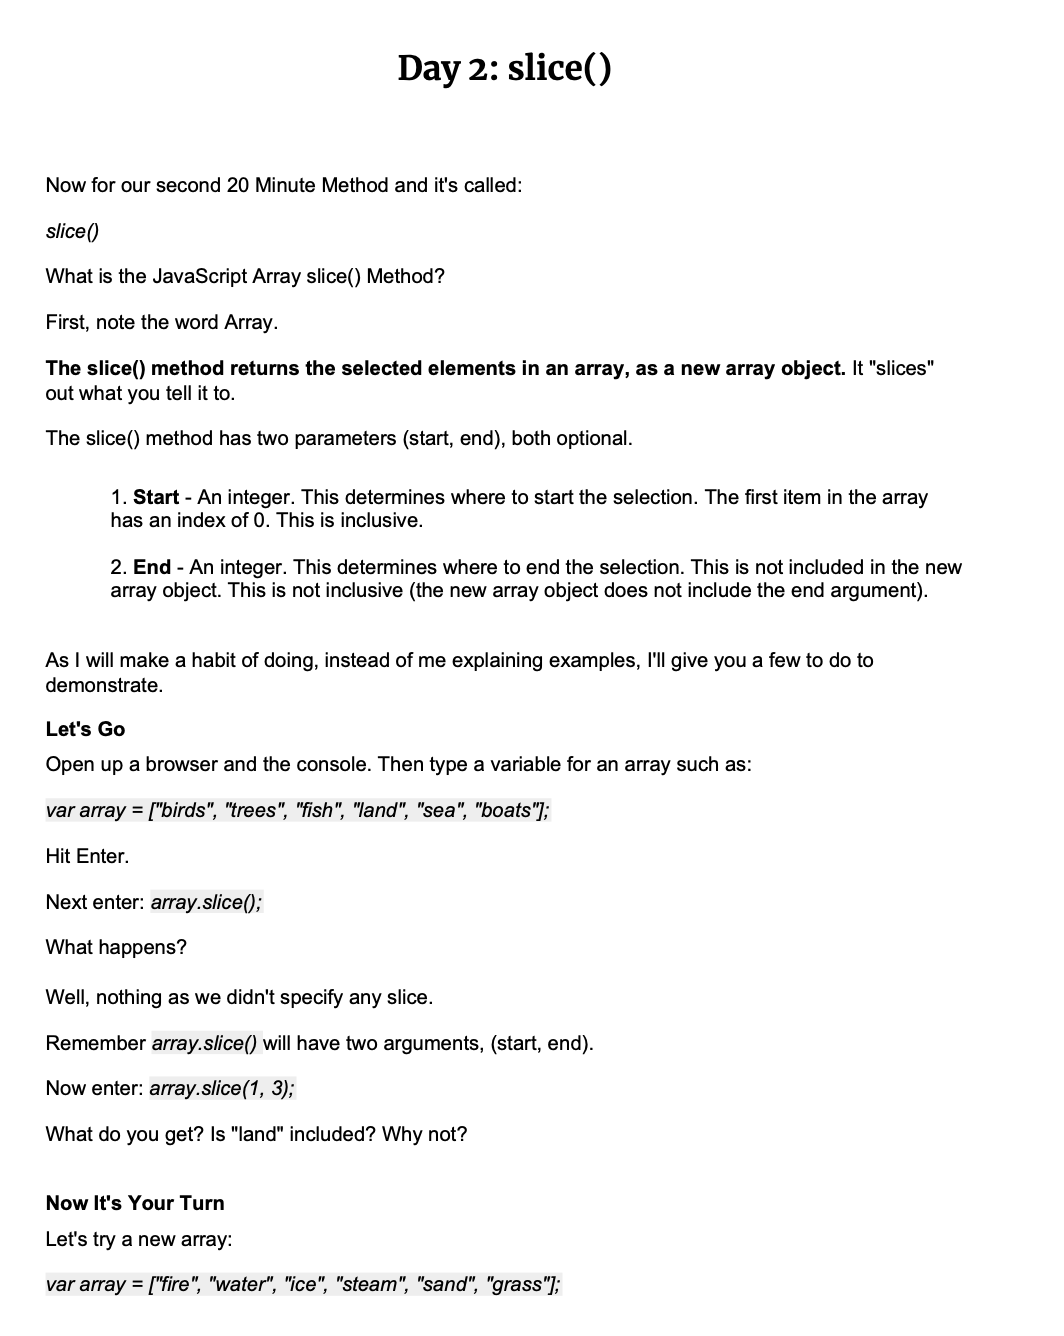 Day 2: slice()
Now for our second 20 Minute Method and it's called:
slice()
What is the JavaScript Array slice() Method?
First, note the word Array.
The slice() method returns the selected elements in an array, as a new array object. It "slices"
out what you tell it to.
The slice() method has two parameters (start, end), both optional.
1. Start - An integer. This determines where to start the selection. The first item in the array
has an index of 0. This is inclusive.
2. End - An integer. This determines where to end the selection. This is not included in the new
array object. This is not inclusive (the new array object does not include the end argument).
As I will make a habit of doing, instead of me explaining examples, I'll give you a few to do to
demonstrate.
Let's Go
Open up a browser and the console. Then type a variable for an array such as:
var array = ["birds", "trees", "fish", "land", "sea", "boats"];
Hit Enter.
Next enter: array.slice();
What happens?
Well, nothing as we didn't specify any slice.
Remember array.slice() will have two arguments, (start, end).
Now enter: array.slice(1, 3);
What do you get? Is "land" included? Why not?
Now It's Your Turn
Let's try a new array:
var array = ["fire", "water", "ice", "steam", "sand", "grass"];